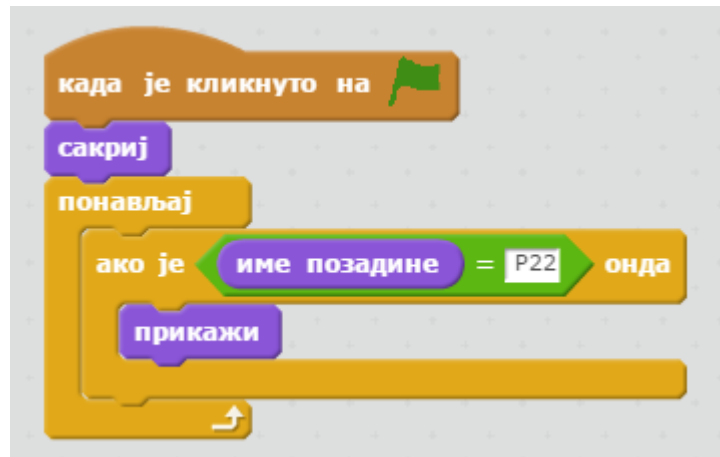 када је кликнуто на
сакриј
понављај
ако је име позадине = P22 онда
прикажи